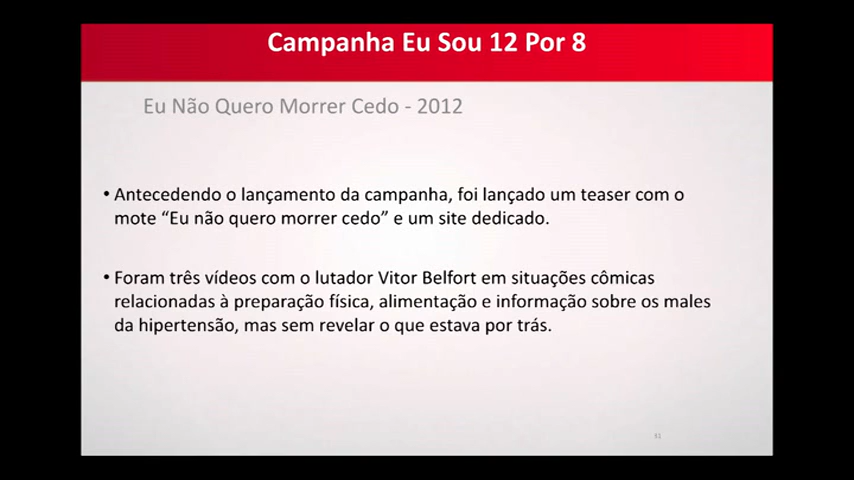 Campanha Eu Sou 12 Por 8
Eu Não Quero Morrer Cedo - 2012
• Antecedendo o lançamento da campanha, foi lançado um teaser com o
mote “Eu não quero morrer cedo” e um site dedicado.
• Foram três vídeos com o lutador Vitor Belfort em situações cômicas
relacionadas à preparação física, alimentação e informação sobre os males
da hipertensão, mas sem revelar o que estava por trás.